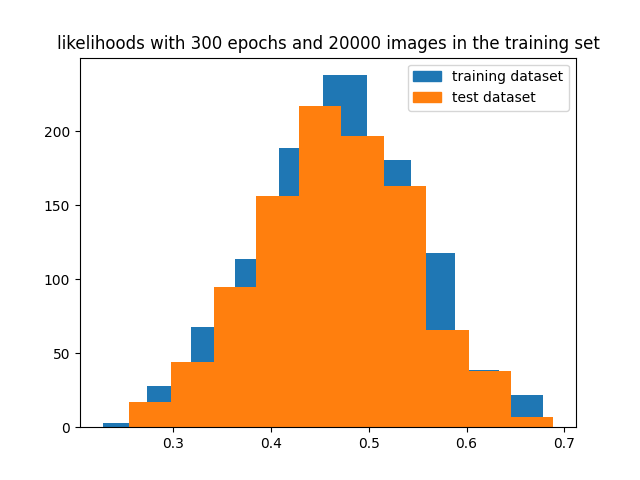 likelihoods with 300 epochs and 20000 images in the training set
training dataset
test dataset
200
150
100
50
0
0.3 0.4 0.5 0.6 0.7